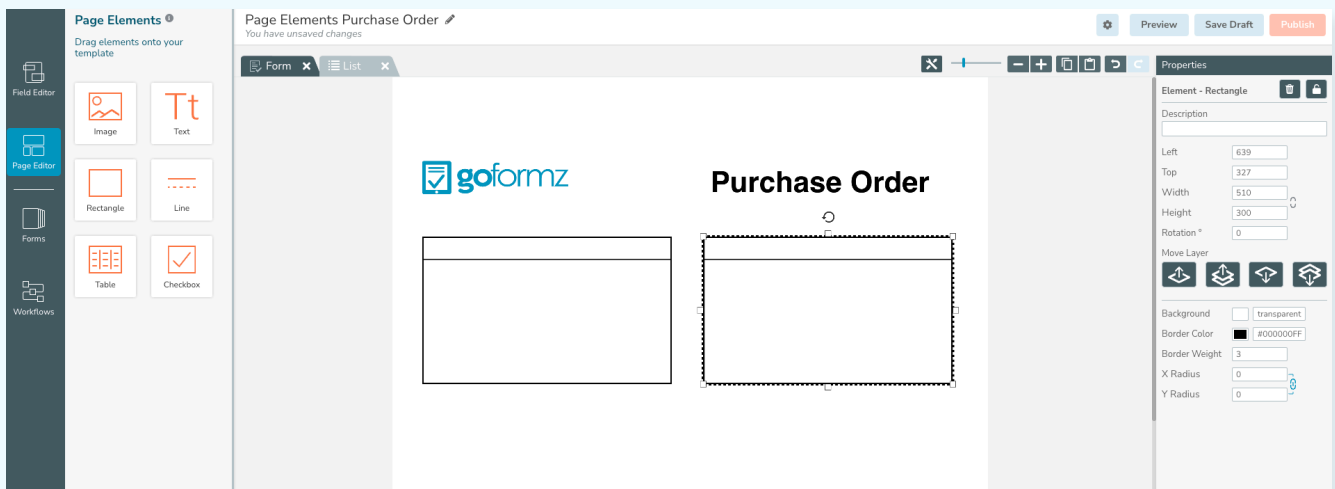 Field Editor
Page Editor
Forms
Workflows
Page Elements
Drag elements onto your
template
Image
Tt
Text
Rectangle
Line
Table
Checkbox
Page Elements Purchase Order
You have unsaved changes
Preview
Save Draft
Publish
Form
List
goformz
Purchase Order
Properties
Element - Rectangle
Description
Left 639
Top 327
Width 510
Height 300
Rotation ° 0
Move Layer
Background transparent
Border Color #000000FF
Border Weight 3
X Radius 0
Y Radius 0